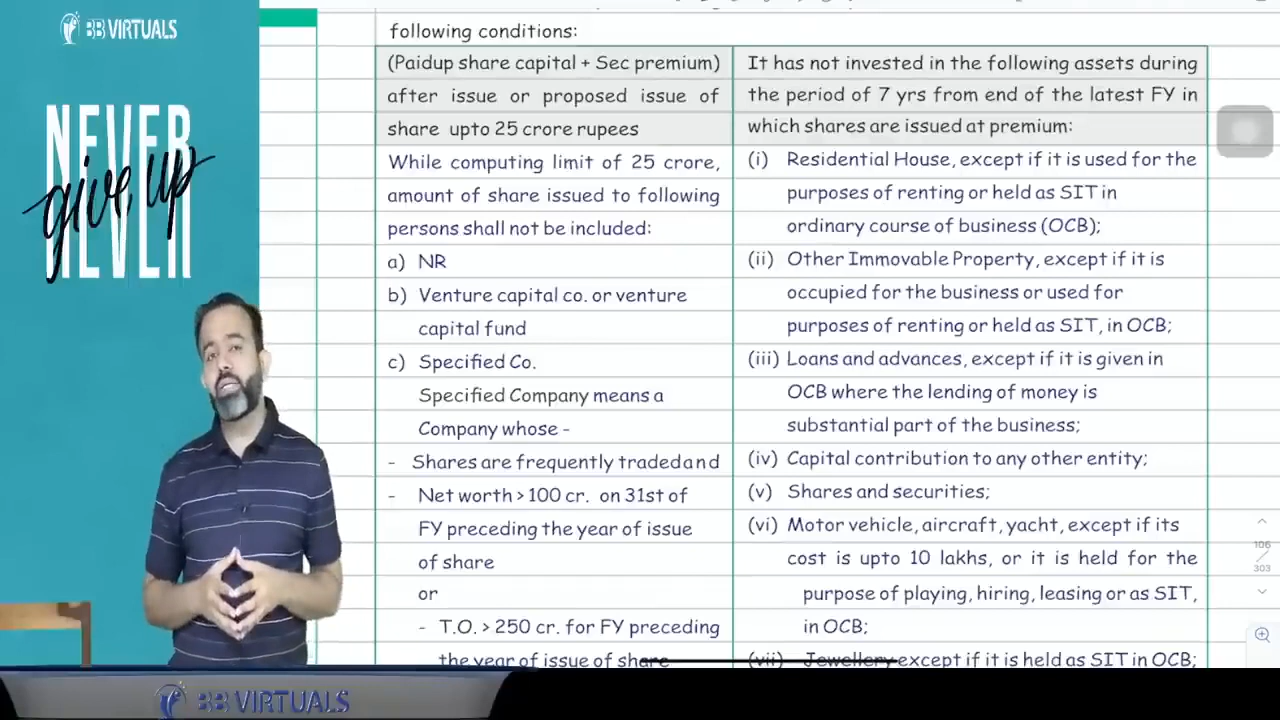 BB VIRTUALS
NEVER
give up
NEVER
following conditions:
(Paidup share capital + Sec premium)
after issue or proposed issue of
share upto 25 crore rupees
While computing limit of 25 crore,
amount of share issued to following
persons shall not be included:
a) NR
b) Venture capital co. or venture
capital fund
c) Specified Co.
Specified Company means a
Company whose -
- Shares are frequently traded and
- Net worth > 100 cr. on 31st of
FY preceding the year of issue
of share
or
- T.O. > 250 cr. for FY preceding
the year of issue of share
It has not invested in the following assets during
the period of 7 yrs from end of the latest FY in
which shares are issued at premium:
(i) Residential House, except if it is used for the
purposes of renting or held as SIT in
ordinary course of business (OCB);
(ii) Other Immovable Property, except if it is
occupied for the business or used for
purposes of renting or held as SIT, in OCB;
(iii) Loans and advances, except if it is given in
OCB where the lending of money is
substantial part of the business;
(iv) Capital contribution to any other entity;
(v) Shares and securities;
(vi) Motor vehicle, aircraft, yacht, except if its
cost is upto 10 lakhs, or it is held for the
purpose of playing, hiring, leasing or as SIT,
in OCB;
(vii) Jewellery except if it is held as SIT in OCB;
106
303
BB VIRTUALS